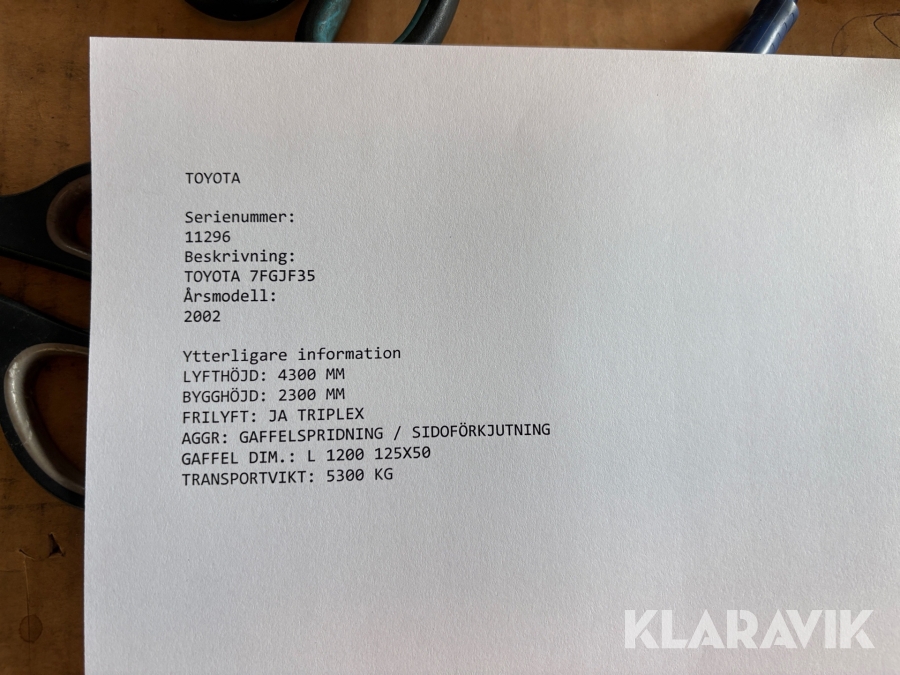 TOYOTA
Serienummer:
11296
Beskrivning:
TOYOTA 7FGJF35
Årsmodell:
2002
Ytterligare information
LYFTHÖJD: 4300 MM
BYGGHÖJD: 2300 MM
FRILYFT: JA TRIPLEX
AGGR: GAFFELSPRIDNING / SIDOFÖRKJUTNING
GAFFEL DIM.: L 1200 125X50
TRANSPORTVIKT: 5300 KG
KLARAVIK